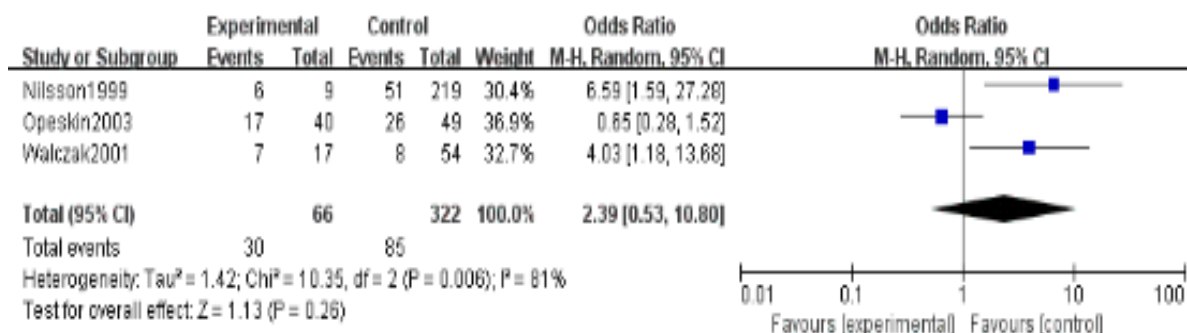 Experimental Control Odds Ratio Odds Ratio
Study or Subgroup Events Total Events Total Weight M-H, Random, 95% CI M-H, Random, 95% CI
Nilsson1999 6 9 51 219 30.4% 6.59 [1.59, 27.28]
Opeskin2003 17 40 26 49 36.9% 0.65 [0.28, 1.52]
Walczak2001 7 17 8 54 32.7% 4.03 [1.18, 13.68]
Total (95% CI) 66 322 100.0% 2.39 [0.53, 10.80]
Total events 30 85
Heterogeneity: Tau² = 1.42; Chi² = 10.35, df = 2 (P = 0.006); I² = 81%
Test for overall effect: Z = 1.13 (P = 0.26)
0.01 0.1 1 10 100
Favours [experimental] Favours [control]